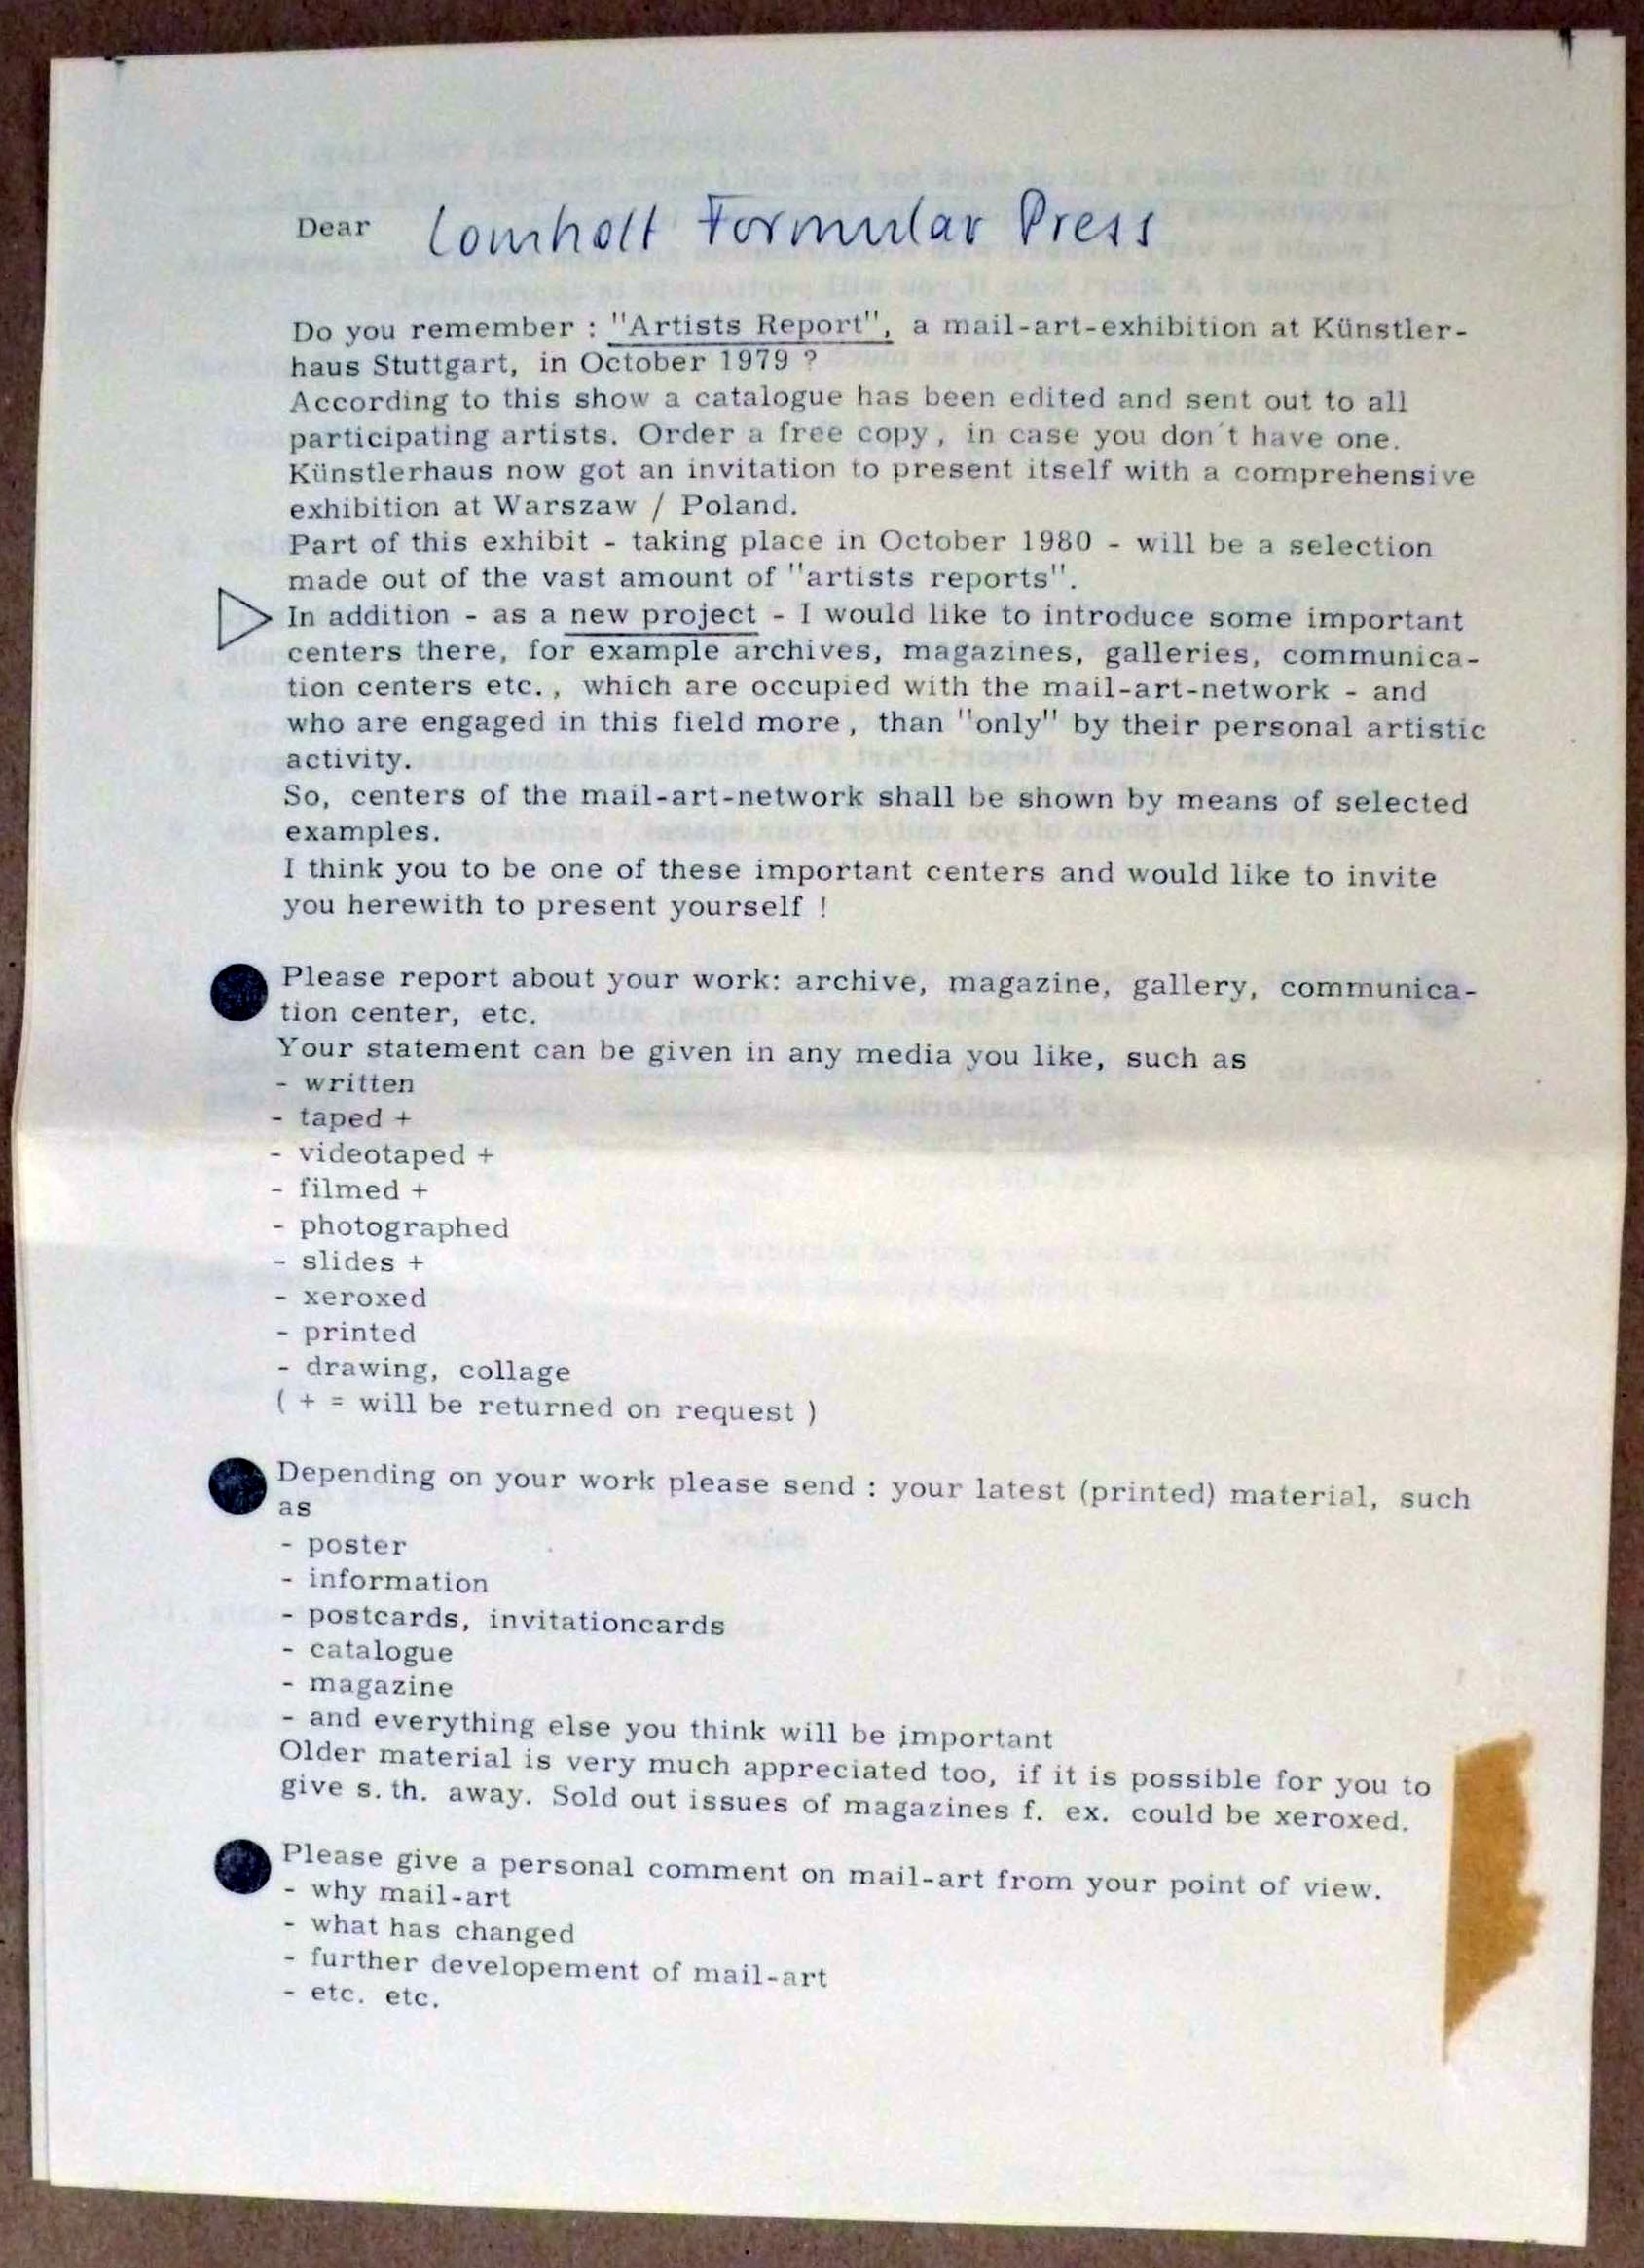 Dear Lomholt Formular Press
Do you remember : "Artists Report", a mail-art-exhibition at Künstler-
haus Stuttgart, in October 1979 ?
According to this show a catalogue has been edited and sent out to all
participating artists. Order a free copy, in case you don't have one.
Künstlerhaus now got an invitation to present itself with a comprehensive
exhibition at Warszaw / Poland.
Part of this exhibit - taking place in October 1980 - will be a selection
made out of the vast amount of "artists reports".
In addition - as a new project - I would like to introduce some important
centers there, for example archives, magazines, galleries, communica-
tion centers etc., which are occupied with the mail-art-network - and
who are engaged in this field more, than "only" by their personal artistic
activity.
So, centers of the mail-art-network shall be shown by means of selected
examples.
I think you to be one of these important centers and would like to invite
you herewith to present yourself !
Please report about your work: archive, magazine, gallery, communica-
tion center, etc.
Your statement can be given in any media you like, such as
- written
- taped +
- videotaped +
- filmed +
- photographed
- slides +
- xeroxed
- printed
- drawing, collage
( + = will be returned on request )
Depending on your work please send : your latest (printed) material, such
as
- poster
- information
- postcards, invitationcards
- catalogue
- magazine
- and everything else you think will be important
Older material is very much appreciated too, if it is possible for you to
give s. th. away. Sold out issues of magazines f. ex. could be xeroxed.
Please give a personal comment on mail-art from your point of view.
- why mail-art
- what has changed
- further developement of mail-art
- etc. etc.